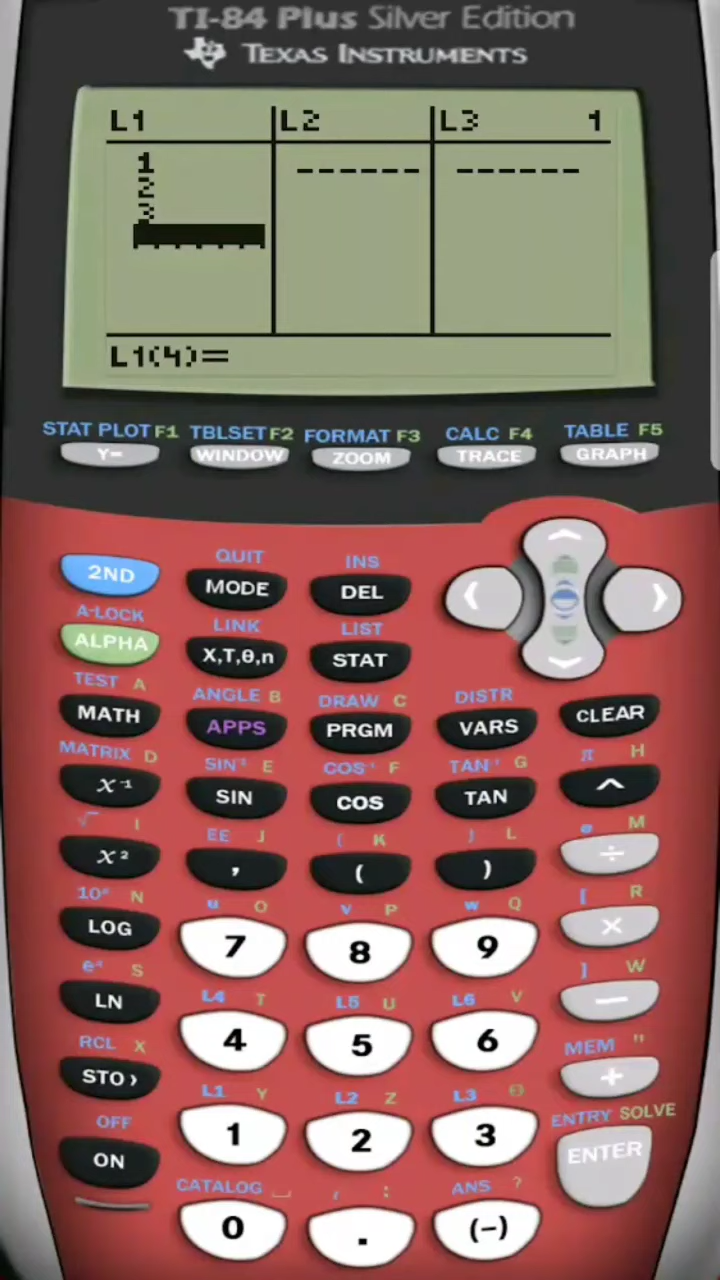 TI-84 Plus Silver Edition
TEXAS INSTRUMENTS
L1 L2 L3 1
1 ------ ------
2
3
L1(4)=
STAT PLOT F1 TBLSET F2 FORMAT F3 CALC F4 TABLE F5
Y= WINDOW ZOOM TRACE GRAPH
QUIT INS
2ND MODE DEL
A-LOCK LINK LIST
ALPHA X,T,θ,n STAT
TEST A ANGLE B DRAW C DISTR
MATH APPS PRGM VARS CLEAR
MATRIX D SIN⁻¹ E COS⁻¹ F TAN⁻¹ G π H
x⁻¹ SIN COS TAN ^
√ I EE J { K } L e M
x² , ( ) ÷
10ˣ N u O v P w Q [ R
LOG 7 8 9 ×
eˣ S L4 T L5 U L6 V ] W
LN 4 5 6 −
RCL X L1 Y L2 Z L3 θ MEM "
STO › 1 2 3 +
OFF ENTRY SOLVE
ON ENTER
CATALOG ⎵ i : ANS ?
0 . (−)